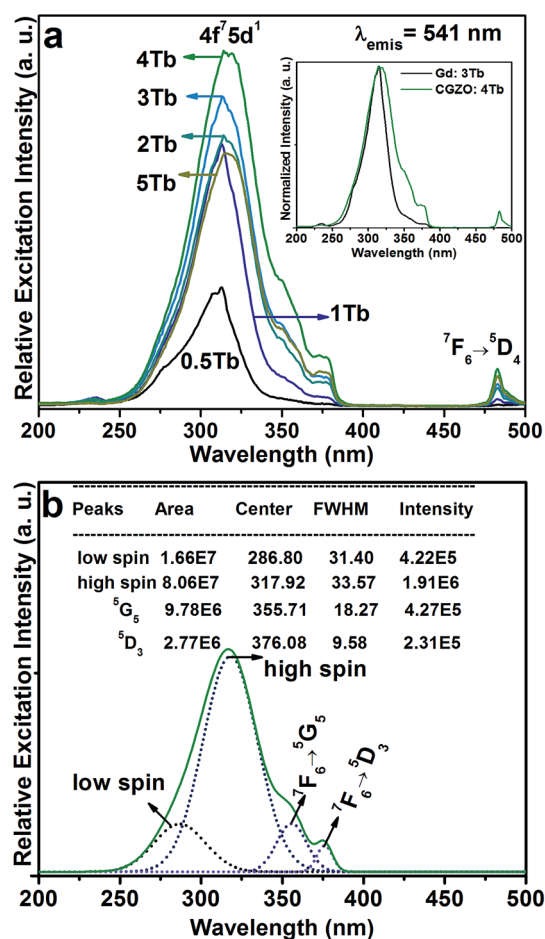 a
4f⁷5d¹
λemis = 541 nm
4Tb
3Tb
2Tb
5Tb
1Tb
0.5Tb
⁷F₆→⁵D₄
Relative Excitation Intensity (a. u.)
200 250 300 350 400 450 500
Wavelength (nm)
Gd: 3Tb
CGZO: 4Tb
Normalized Intensity (a. u.)
200 250 300 350 400 450 500
Wavelength (nm)
b
Peaks Area Center FWHM Intensity
low spin 1.66E7 286.80 31.40 4.22E5
high spin 8.06E7 317.92 33.57 1.91E6
⁵G₅ 9.78E6 355.71 18.27 4.27E5
⁵D₃ 2.77E6 376.08 9.58 2.31E5
high spin
low spin
⁷F₆→⁵G₅
⁷F₆→⁵D₃
Relative Excitation Intensity (a. u.)
200 250 300 350 400 450 500
Wavelength (nm)